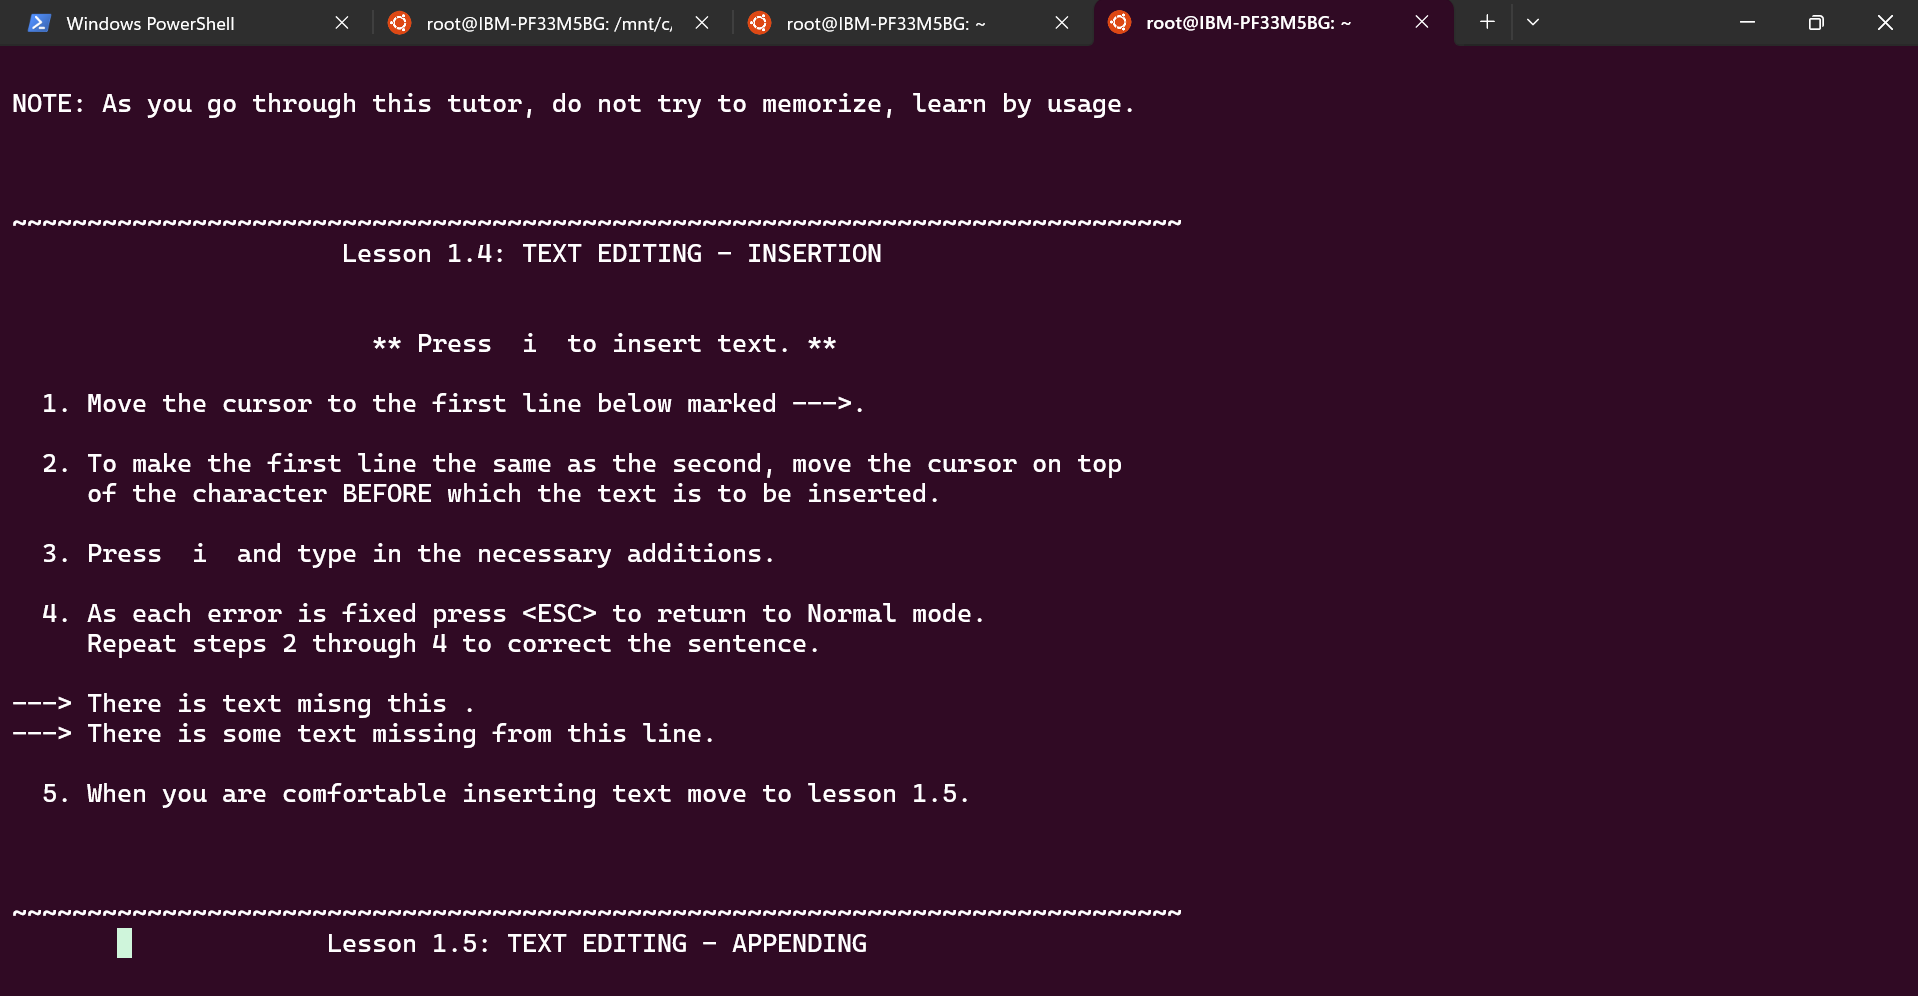 Windows PowerShell
root@IBM-PF33M5BG: /mnt/c,
root@IBM-PF33M5BG: ~
root@IBM-PF33M5BG: ~
NOTE: As you go through this tutor, do not try to memorize, learn by usage.
~~~~~~~~~~~~~~~~~~~~~~~~~~~~~~~~~~~~~~~~~~~~~~~~~~~~~~~~~~~~~~~~~~~~~~~~~~~~~~
Lesson 1.4: TEXT EDITING - INSERTION
** Press  i  to insert text. **
1. Move the cursor to the first line below marked --->.
2. To make the first line the same as the second, move the cursor on top
of the character BEFORE which the text is to be inserted.
3. Press  i  and type in the necessary additions.
4. As each error is fixed press <ESC> to return to Normal mode.
Repeat steps 2 through 4 to correct the sentence.
---> There is text misng this .
---> There is some text missing from this line.
5. When you are comfortable inserting text move to lesson 1.5.
~~~~~~~~~~~~~~~~~~~~~~~~~~~~~~~~~~~~~~~~~~~~~~~~~~~~~~~~~~~~~~~~~~~~~~~~~~~~~~
Lesson 1.5: TEXT EDITING - APPENDING